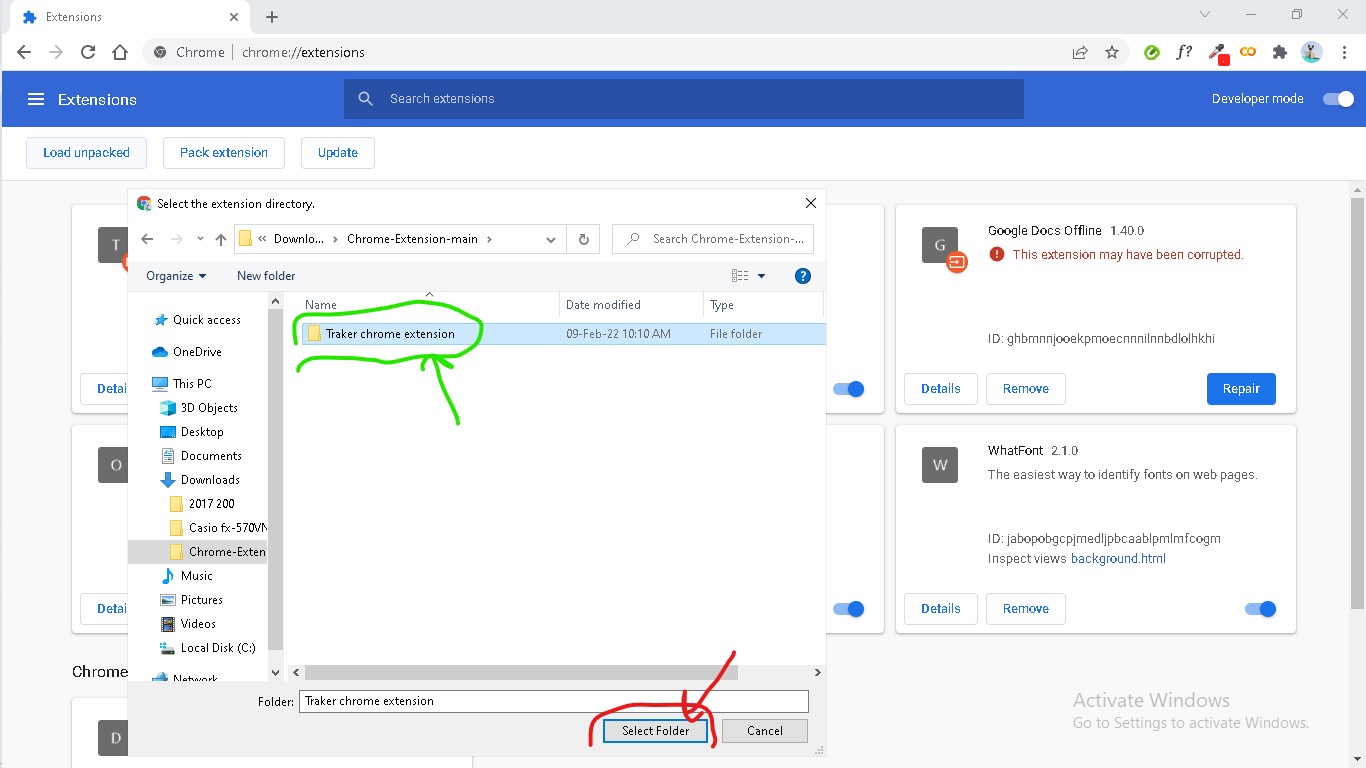 Extensions
Chrome | chrome://extensions
f?
Extensions
Search extensions
Developer mode
Load unpacked
Pack extension
Update
Select the extension directory.
« Downlo... › Chrome-Extension-main ›
Search Chrome-Extension-...
Organize
New folder
?
Name
Date modified
Type
Traker chrome extension
09-Feb-22 10:10 AM
File folder
Quick access
OneDrive
This PC
3D Objects
Desktop
Documents
Downloads
2017 200
Casio fx-570VN
Chrome-Exten
Music
Pictures
Videos
Local Disk (C:)
Network
Folder:
Traker chrome extension
Select Folder
Cancel
T
Detai
O
Detai
Chrome
D
G
Google Docs Offline 1.40.0
This extension may have been corrupted.
ID: ghbmnnjooekpmoecnnnilnnbdlolhkhi
Details
Remove
Repair
W
WhatFont 2.1.0
The easiest way to identify fonts on web pages.
ID: jabopobgcpjmedljpbcaablpmlmfcogm
Inspect views background.html
Details
Remove
Activate Windows
Go to Settings to activate Windows.